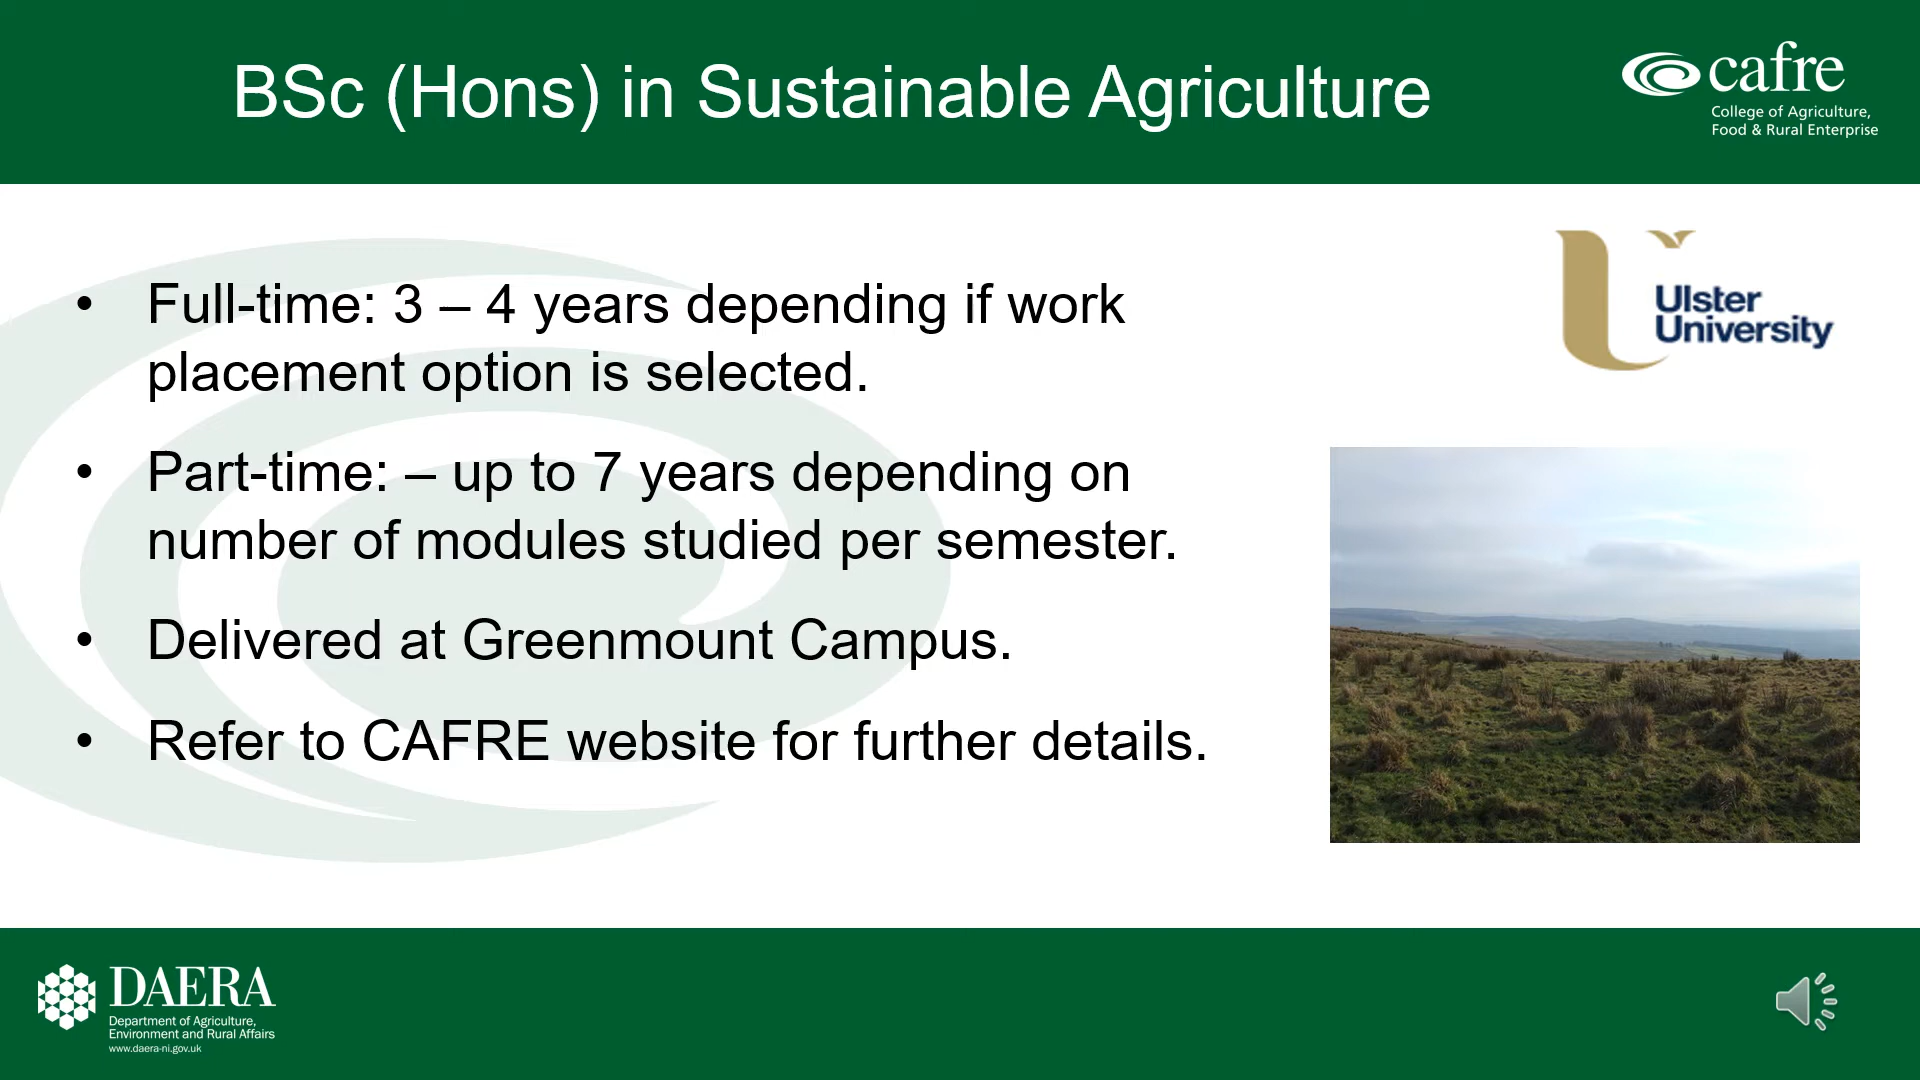 BSc (Hons) in Sustainable Agriculture
cafre
College of Agriculture,
Food & Rural Enterprise
Ulster
University
• Full-time: 3 – 4 years depending if work
placement option is selected.
• Part-time: – up to 7 years depending on
number of modules studied per semester.
• Delivered at Greenmount Campus.
• Refer to CAFRE website for further details.
DAERA
Department of Agriculture,
Environment and Rural Affairs
www.daera-ni.gov.uk